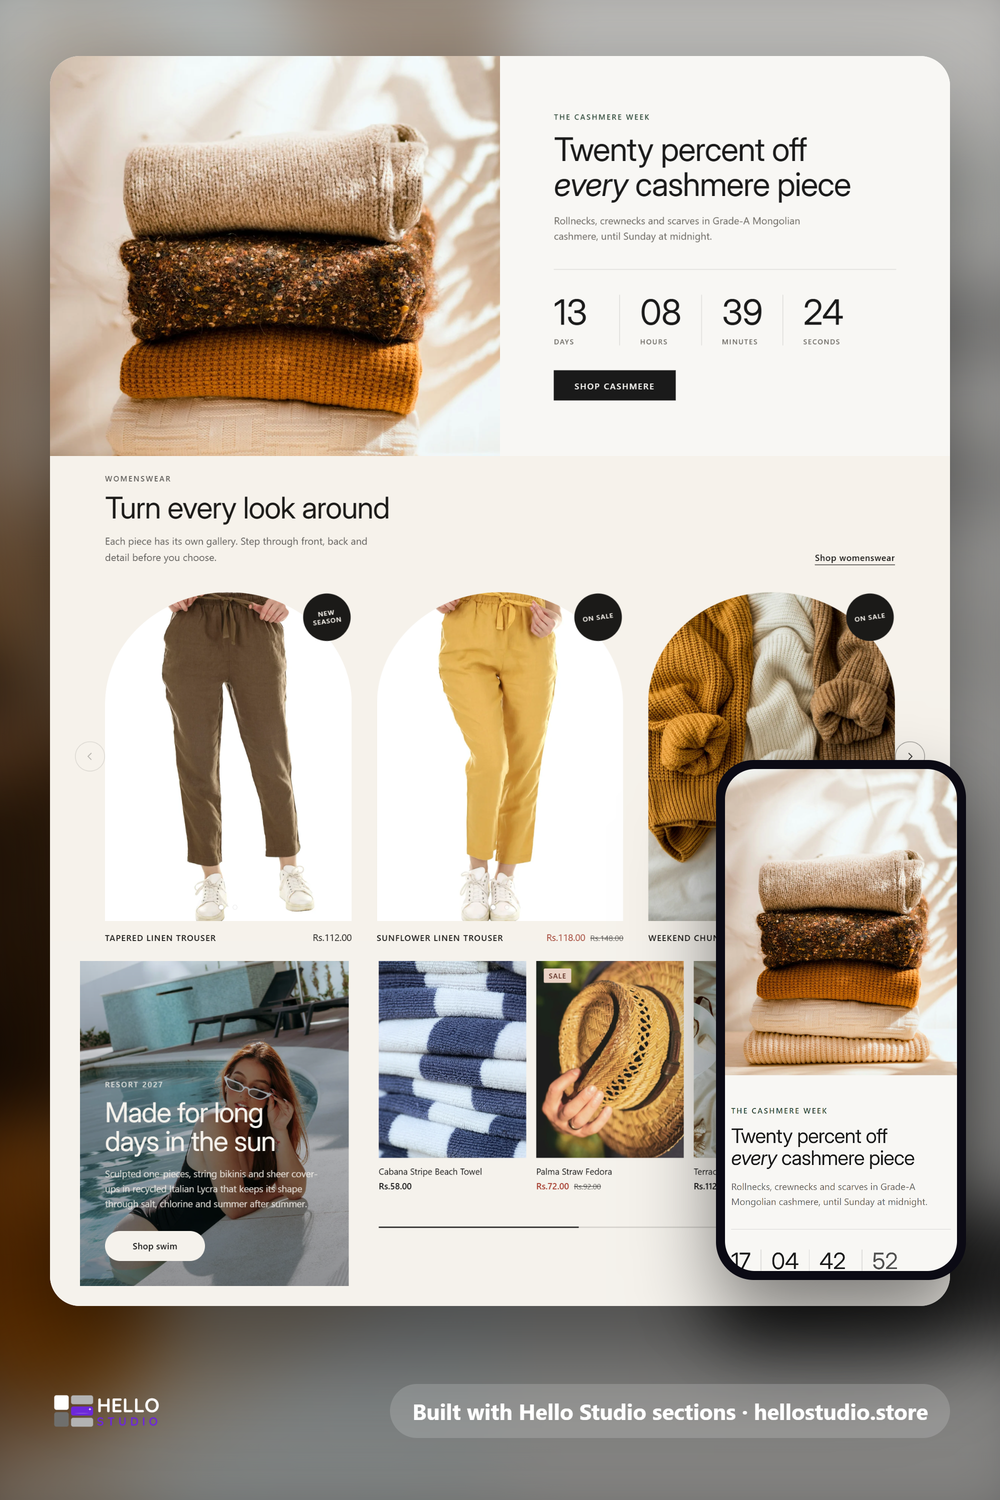 THE CASHMERE WEEK
Twenty percent off
every cashmere piece
Rollnecks, crewnecks and scarves in Grade-A Mongolian
cashmere, until Sunday at midnight.
13 08 39 24
DAYS HOURS MINUTES SECONDS
SHOP CASHMERE
WOMENSWEAR
Turn every look around
Each piece has its own gallery. Step through front, back and
detail before you choose.
Shop womenswear
NEW
SEASON
ON SALE
ON SALE
TAPERED LINEN TROUSER Rs.112.00
SUNFLOWER LINEN TROUSER Rs.118.00 Rs.148.00
WEEKEND CHUN
RESORT 2027
Made for long
days in the sun
Sculpted one-pieces, string bikinis and sheer cover-
ups in recycled Italian Lycra that keeps its shape
through salt, chlorine and summer after summer.
Shop swim
Cabana Stripe Beach Towel
Rs.58.00
SALE
Palma Straw Fedora
Rs.72.00 Rs.92.00
Terrac
Rs.112
THE CASHMERE WEEK
Twenty percent off
every cashmere piece
Rollnecks, crewnecks and scarves in Grade-A
Mongolian cashmere, until Sunday at midnight.
17 04 42 52
HELLO
STUDIO
Built with Hello Studio sections · hellostudio.store